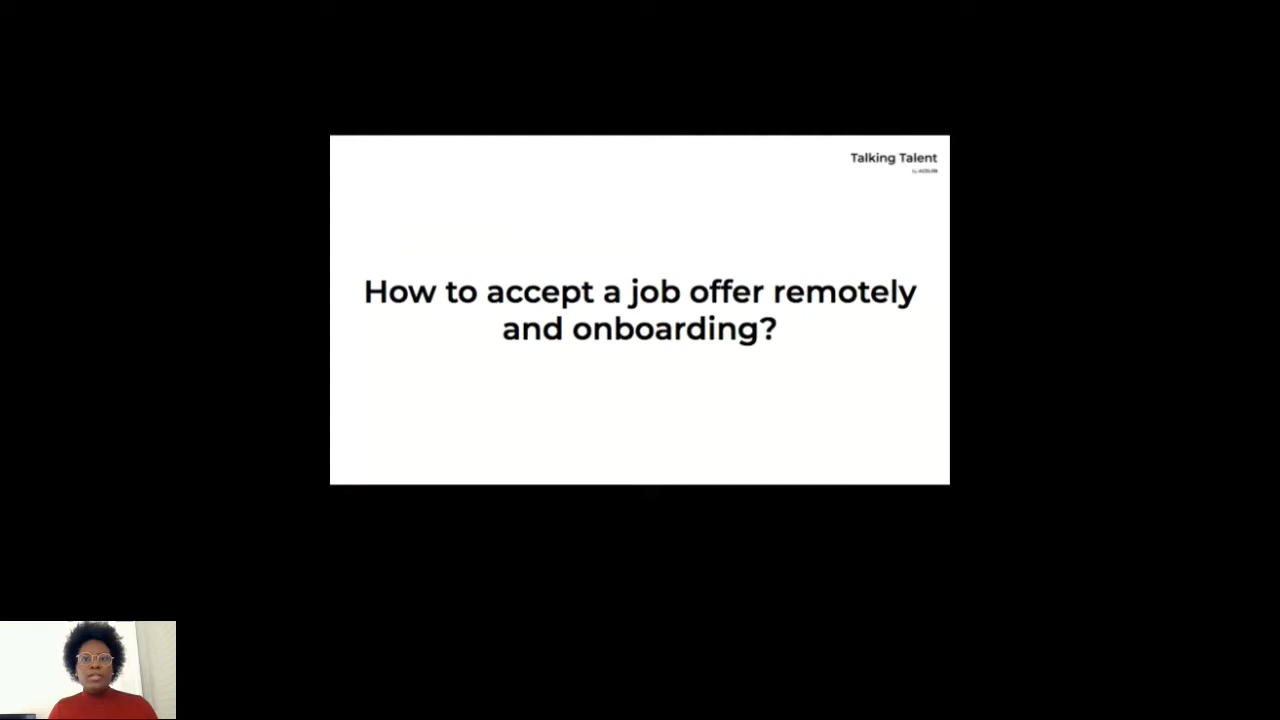 Talking Talent
How to accept a job offer remotely
and onboarding?